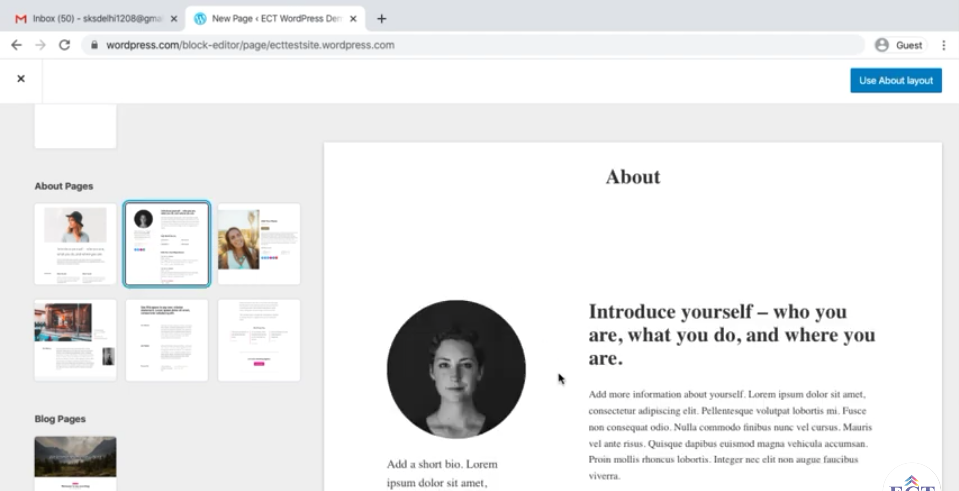 Inbox (50) - sksdelhi1208@gma
New Page ‹ ECT WordPress Den
wordpress.com/block-editor/page/ecttestsite.wordpress.com
Guest
Use About layout
About Pages
Blog Pages
About
Introduce yourself – who you
are, what you do, and where you
are.
Add more information about yourself. Lorem ipsum dolor sit amet,
consectetur adipiscing elit. Pellentesque volutpat lobortis mi. Fusce
non consequat odio. Nulla commodo finibus nunc vel cursus. Mauris
vel ante risus. Quisque dapibus euismod magna vehicula accumsan.
Proin mollis rhoncus lobortis. Integer nec elit non augue faucibus
viverra.
Add a short bio. Lorem
ipsum dolor sit amet,
ECT